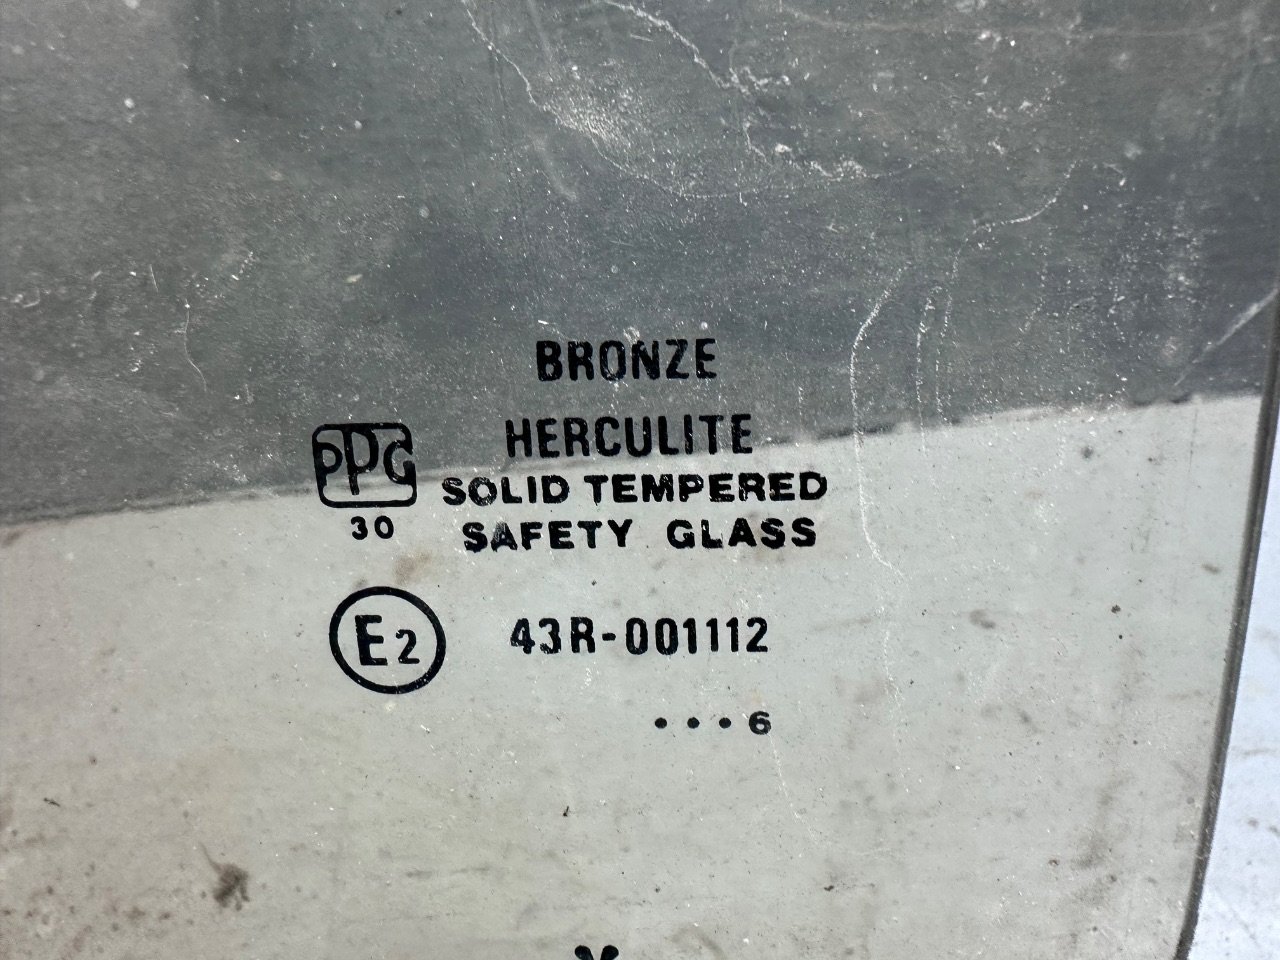 BRONZE
HERCULITE
PPG
SOLID TEMPERED
30
SAFETY GLASS
E2
43R-001112
•••6